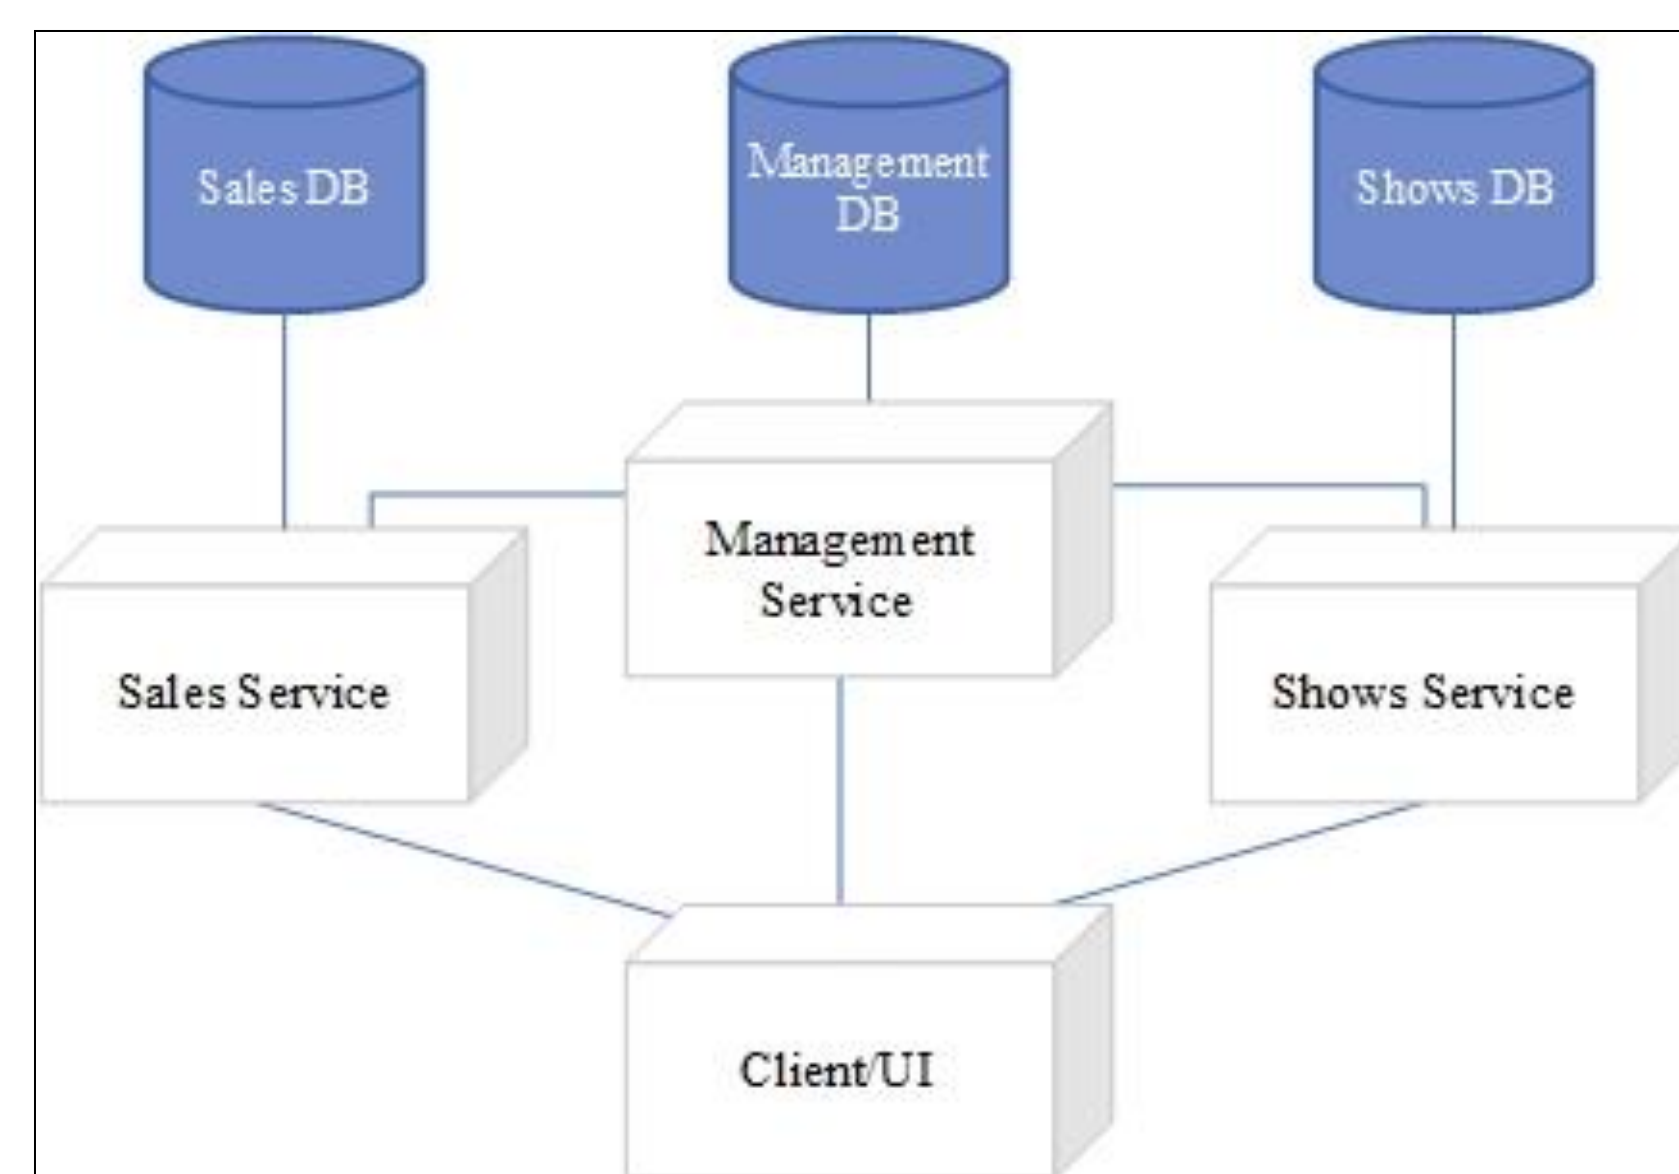 Sales DB
Management
DB
Shows DB
Management
Service
Sales Service
Shows Service
Client/UI